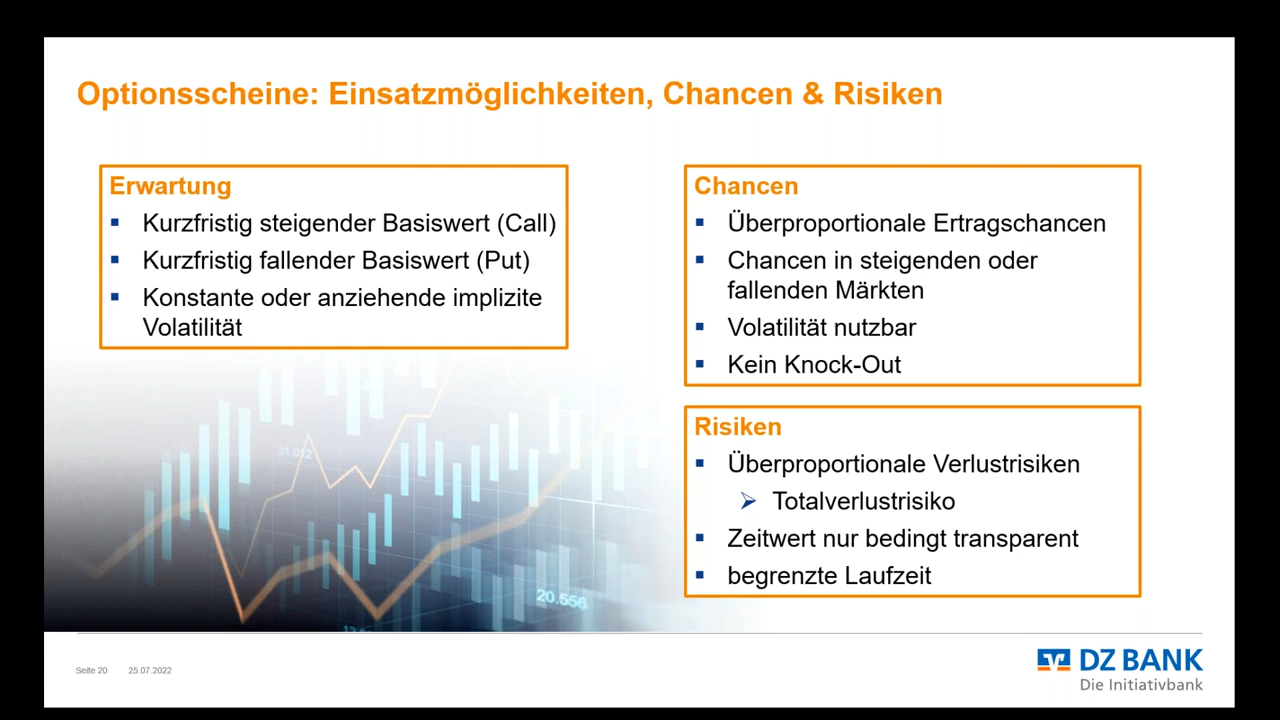 Optionsscheine: Einsatzmöglichkeiten, Chancen & Risiken
Erwartung
▪ Kurzfristig steigender Basiswert (Call)
▪ Kurzfristig fallender Basiswert (Put)
▪ Konstante oder anziehende implizite
Volatilität
Chancen
▪ Überproportionale Ertragschancen
▪ Chancen in steigenden oder
fallenden Märkten
▪ Volatilität nutzbar
▪ Kein Knock-Out
Risiken
▪ Überproportionale Verlustrisiken
➢ Totalverlustrisiko
▪ Zeitwert nur bedingt transparent
▪ begrenzte Laufzeit
31.012
20.556
Seite 20 25.07.2022
DZ BANK
Die Initiativbank